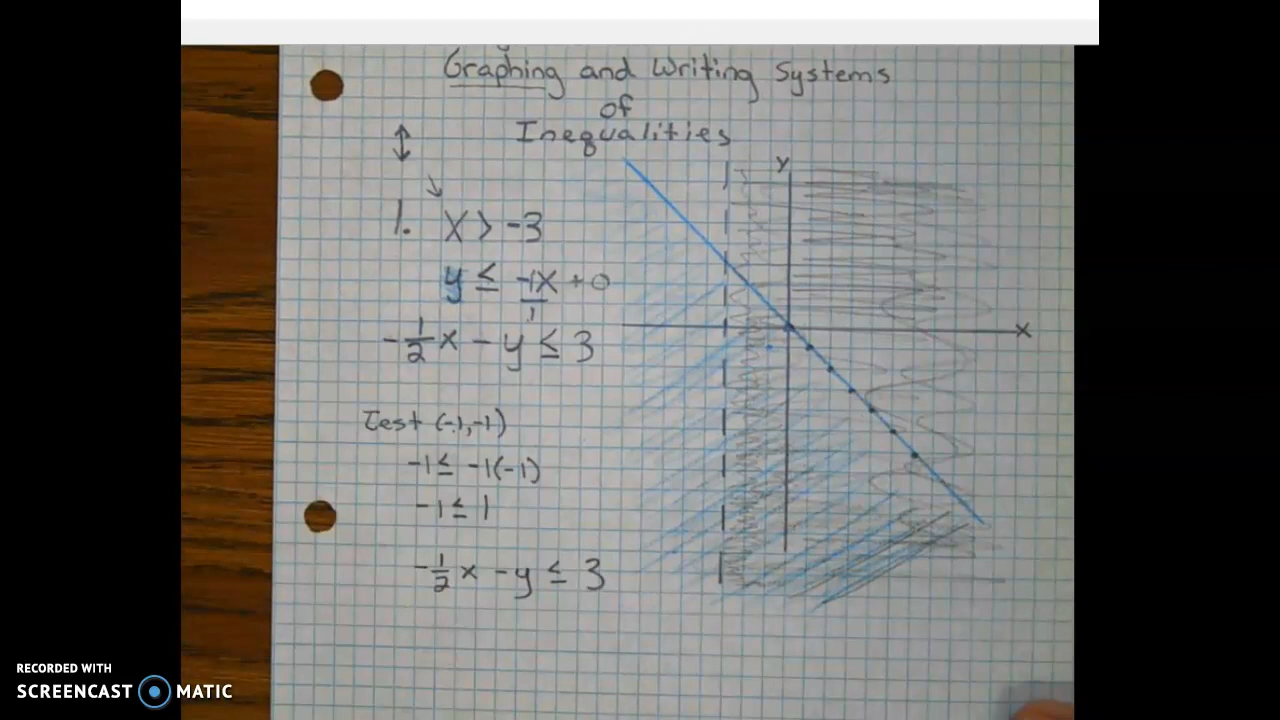 Graphing and Writing Systems
of
Inequalities
1. x > -3
y ≤ -1x + 0
1
-1/2x - y ≤ 3
Test (-1,-1)
-1 ≤ -1(-1)
-1 ≤ 1
-1/2x - y ≤ 3
y
x
RECORDED WITH
SCREENCAST MATIC